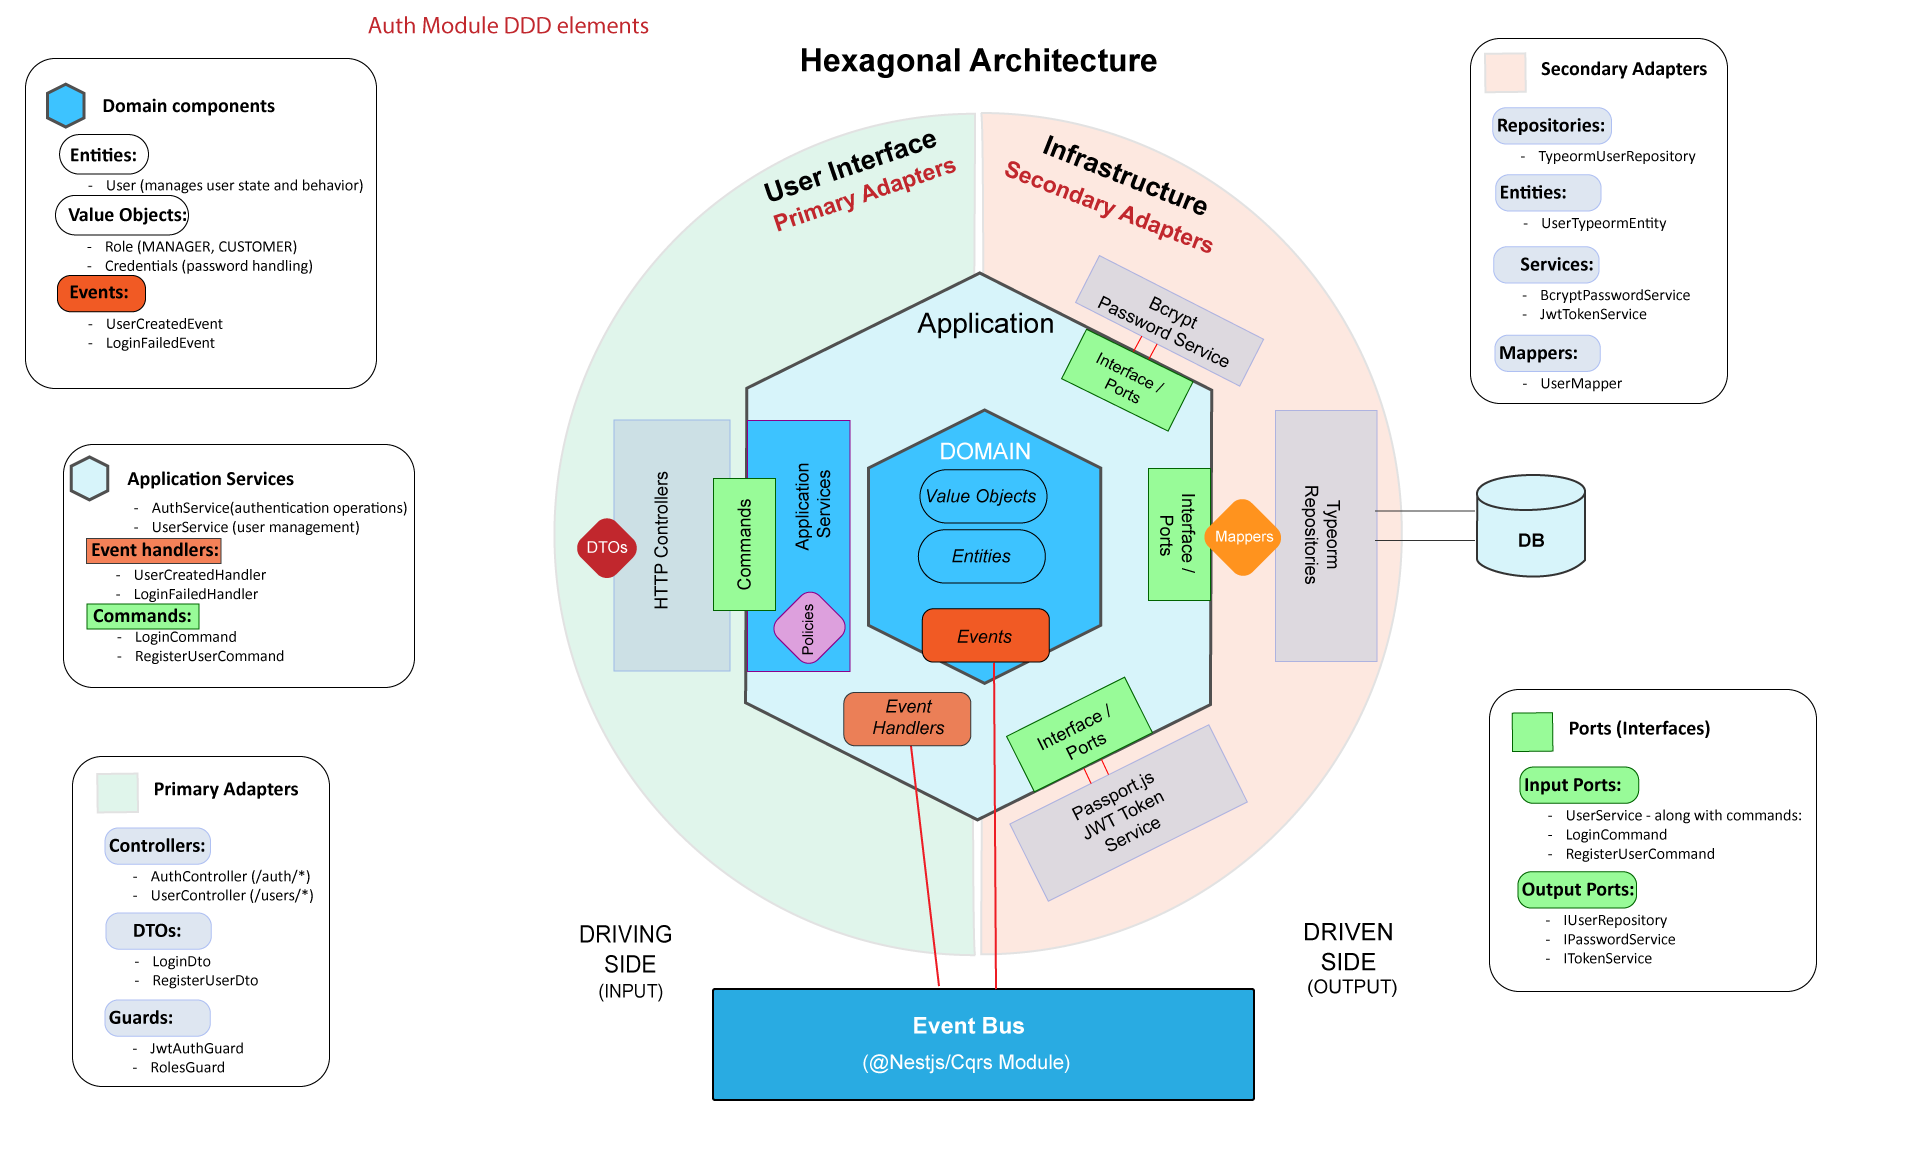 Auth Module DDD elements
Hexagonal Architecture
Domain components
Entities:
- User (manages user state and behavior)
Value Objects:
- Role (MANAGER, CUSTOMER)
- Credentials (password handling)
Events:
- UserCreatedEvent
- LoginFailedEvent
Application Services
- AuthService(authentication operations)
- UserService (user management)
Event handlers:
- UserCreatedHandler
- LoginFailedHandler
Commands:
- LoginCommand
- RegisterUserCommand
Primary Adapters
Controllers:
- AuthController (/auth/*)
- UserController (/users/*)
DTOs:
- LoginDto
- RegisterUserDto
Guards:
- JwtAuthGuard
- RolesGuard
User Interface
Primary Adapters
Infrastructure
Secondary Adapters
Application
Bcrypt
Password Service
Interface /
Ports
DOMAIN
Value Objects
Entities
Events
DTOs
HTTP Controllers
Commands
Application
Services
Policies
Interface /
Ports
Mappers
Typeorm
Repositories
DB
Event
Handlers
Interface /
Ports
Passport.js
JWT Token
Service
DRIVING
SIDE
(INPUT)
DRIVEN
SIDE
(OUTPUT)
Event Bus
(@Nestjs/Cqrs Module)
Secondary Adapters
Repositories:
- TypeormUserRepository
Entities:
- UserTypeormEntity
Services:
- BcryptPasswordService
- JwtTokenService
Mappers:
- UserMapper
Ports (Interfaces)
Input Ports:
- UserService - along with commands:
- LoginCommand
- RegisterUserCommand
Output Ports:
- IUserRepository
- IPasswordService
- ITokenService